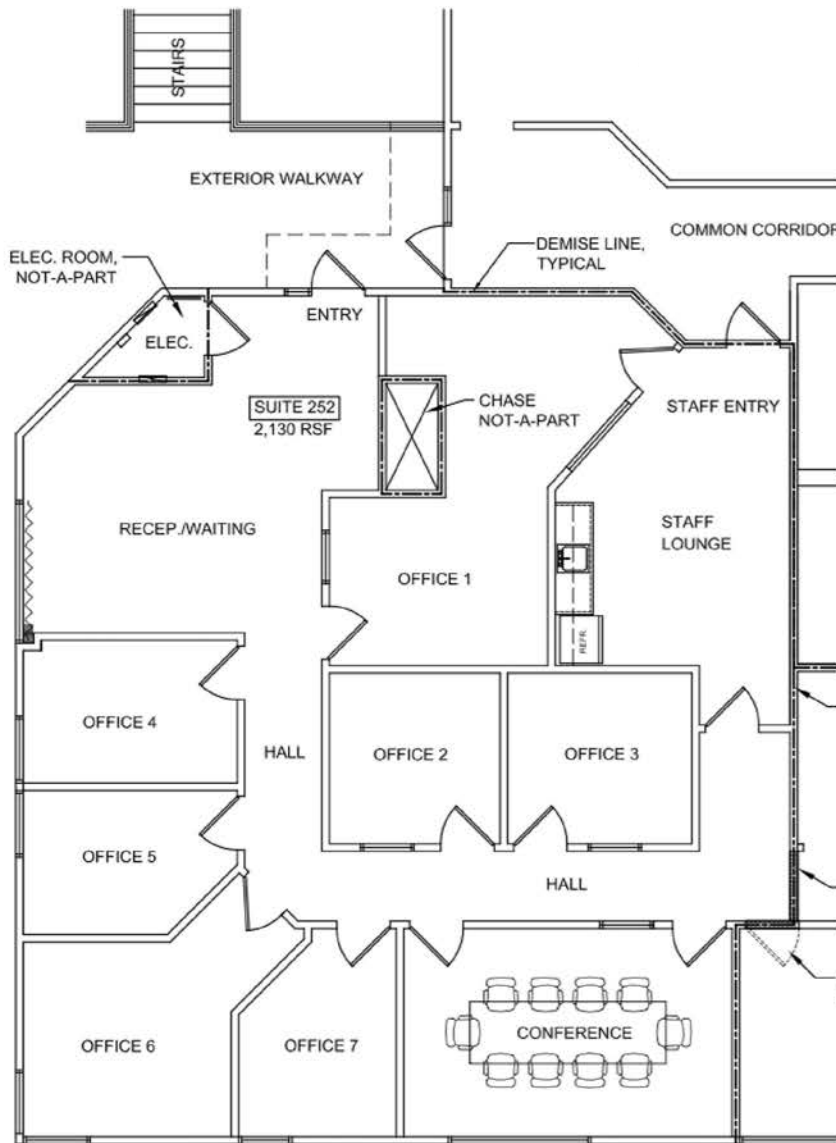 STAIRS
EXTERIOR WALKWAY
COMMON CORRIDOR
DEMISE LINE,
TYPICAL
ELEC. ROOM,
NOT-A-PART
ENTRY
ELEC.
SUITE 252
2,130 RSF
CHASE
NOT-A-PART
STAFF ENTRY
RECEP./WAITING
STAFF
LOUNGE
OFFICE 1
REFR.
OFFICE 4
HALL
OFFICE 2
OFFICE 3
OFFICE 5
HALL
OFFICE 6
OFFICE 7
CONFERENCE